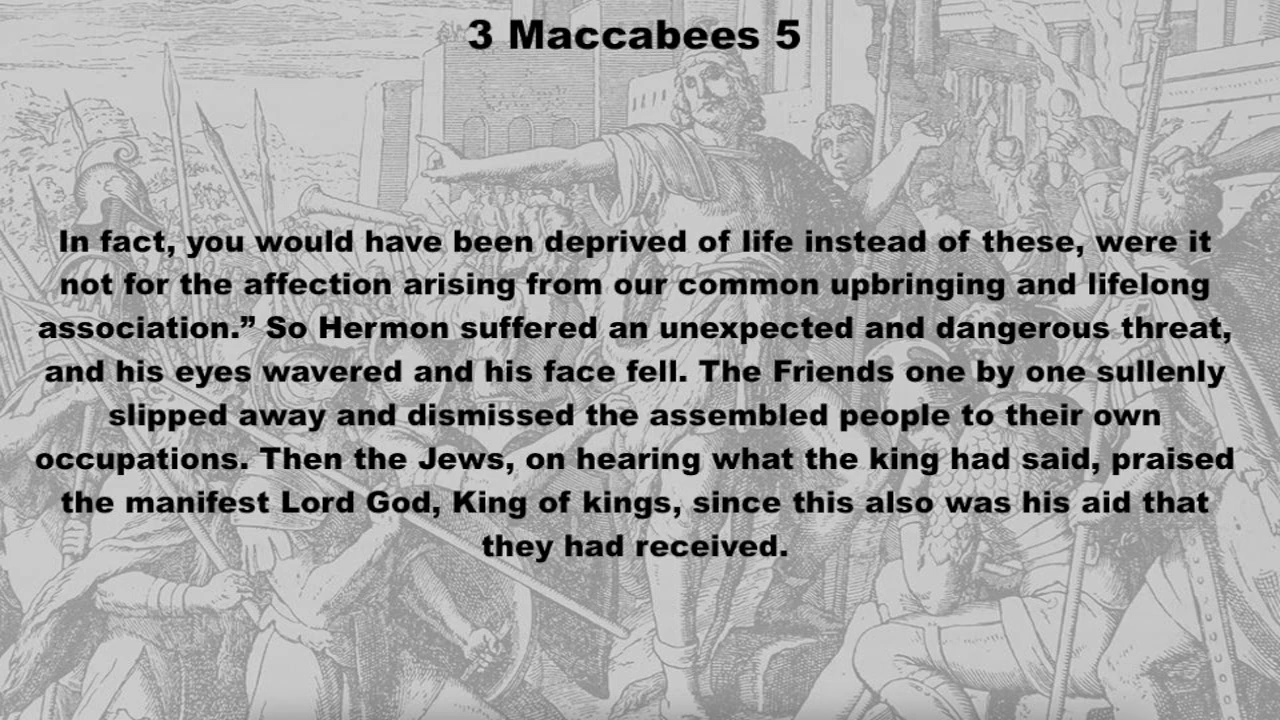 3 Maccabees 5
In fact, you would have been deprived of life instead of these, were it
not for the affection arising from our common upbringing and lifelong
association.” So Hermon suffered an unexpected and dangerous threat,
and his eyes wavered and his face fell. The Friends one by one sullenly
slipped away and dismissed the assembled people to their own
occupations. Then the Jews, on hearing what the king had said, praised
the manifest Lord God, King of kings, since this also was his aid that
they had received.